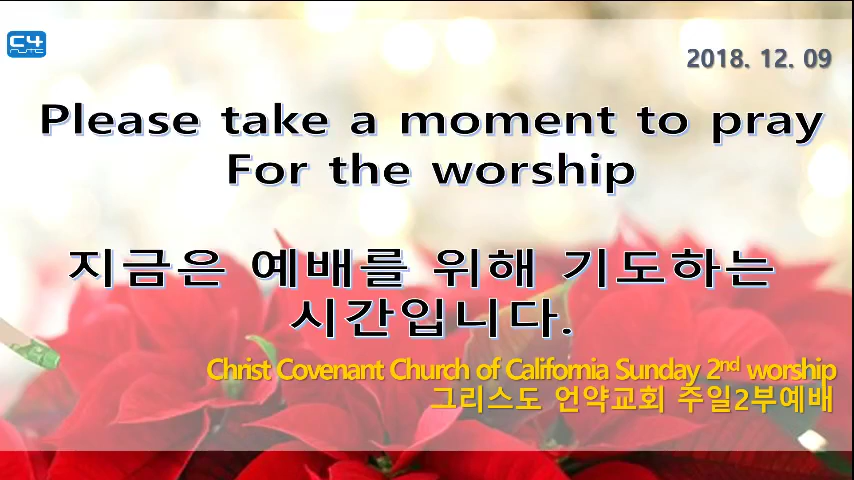 C4
2018. 12. 09
Please take a moment to pray
For the worship
지금은 예배를 위해 기도하는
시간입니다.
Christ Covenant Church of California Sunday 2nd worship
그리스도 언약교회 주일2부예배